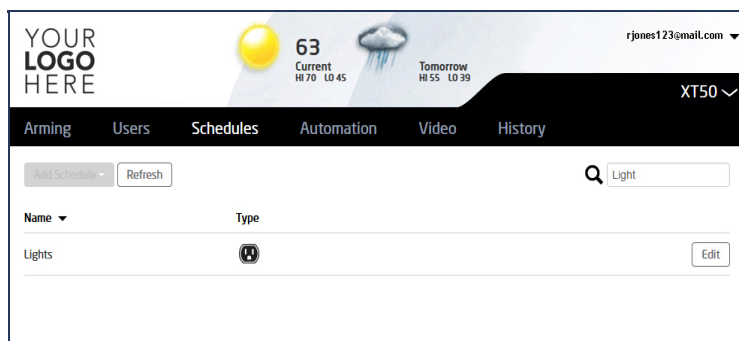 YOUR
LOGO
HERE
63
Current
HI 70 LO 45
Tomorrow
HI 55 LO 39
rjones123@mail.com
XT50
Arming Users Schedules Automation Video History
Add Schedule Refresh Light
Name Type
Lights Edit